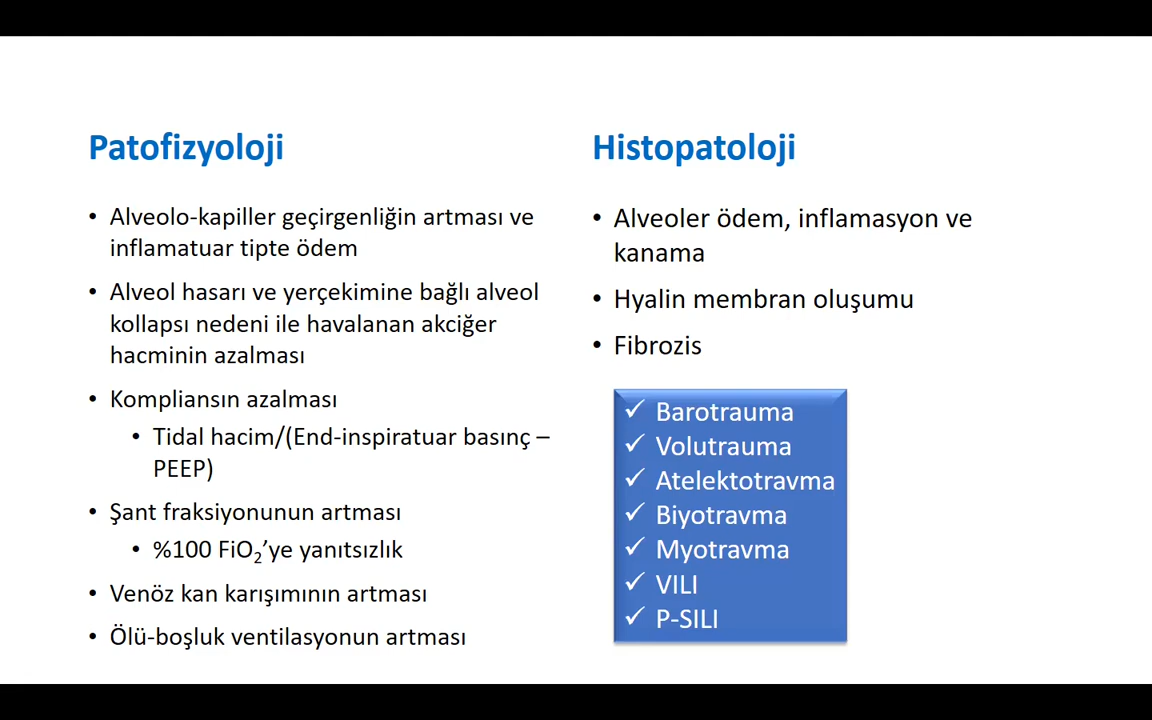 Patofizyoloji
• Alveolo-kapiller geçirgenliğin artması ve
inflamatuar tipte ödem
• Alveol hasarı ve yerçekimine bağlı alveol
kollapsı nedeni ile havalanan akciğer
hacminin azalması
• Kompliansın azalması
• Tidal hacim/(End-inspiratuar basınç –
PEEP)
• Şant fraksiyonunun artması
• %100 FiO₂’ye yanıtsızlık
• Venöz kan karışımının artması
• Ölü-boşluk ventilasyonun artması
Histopatoloji
• Alveoler ödem, inflamasyon ve
kanama
• Hyalin membran oluşumu
• Fibrozis
✓ Barotrauma
✓ Volutrauma
✓ Atelektotravma
✓ Biyotravma
✓ Myotravma
✓ VILI
✓ P-SILI